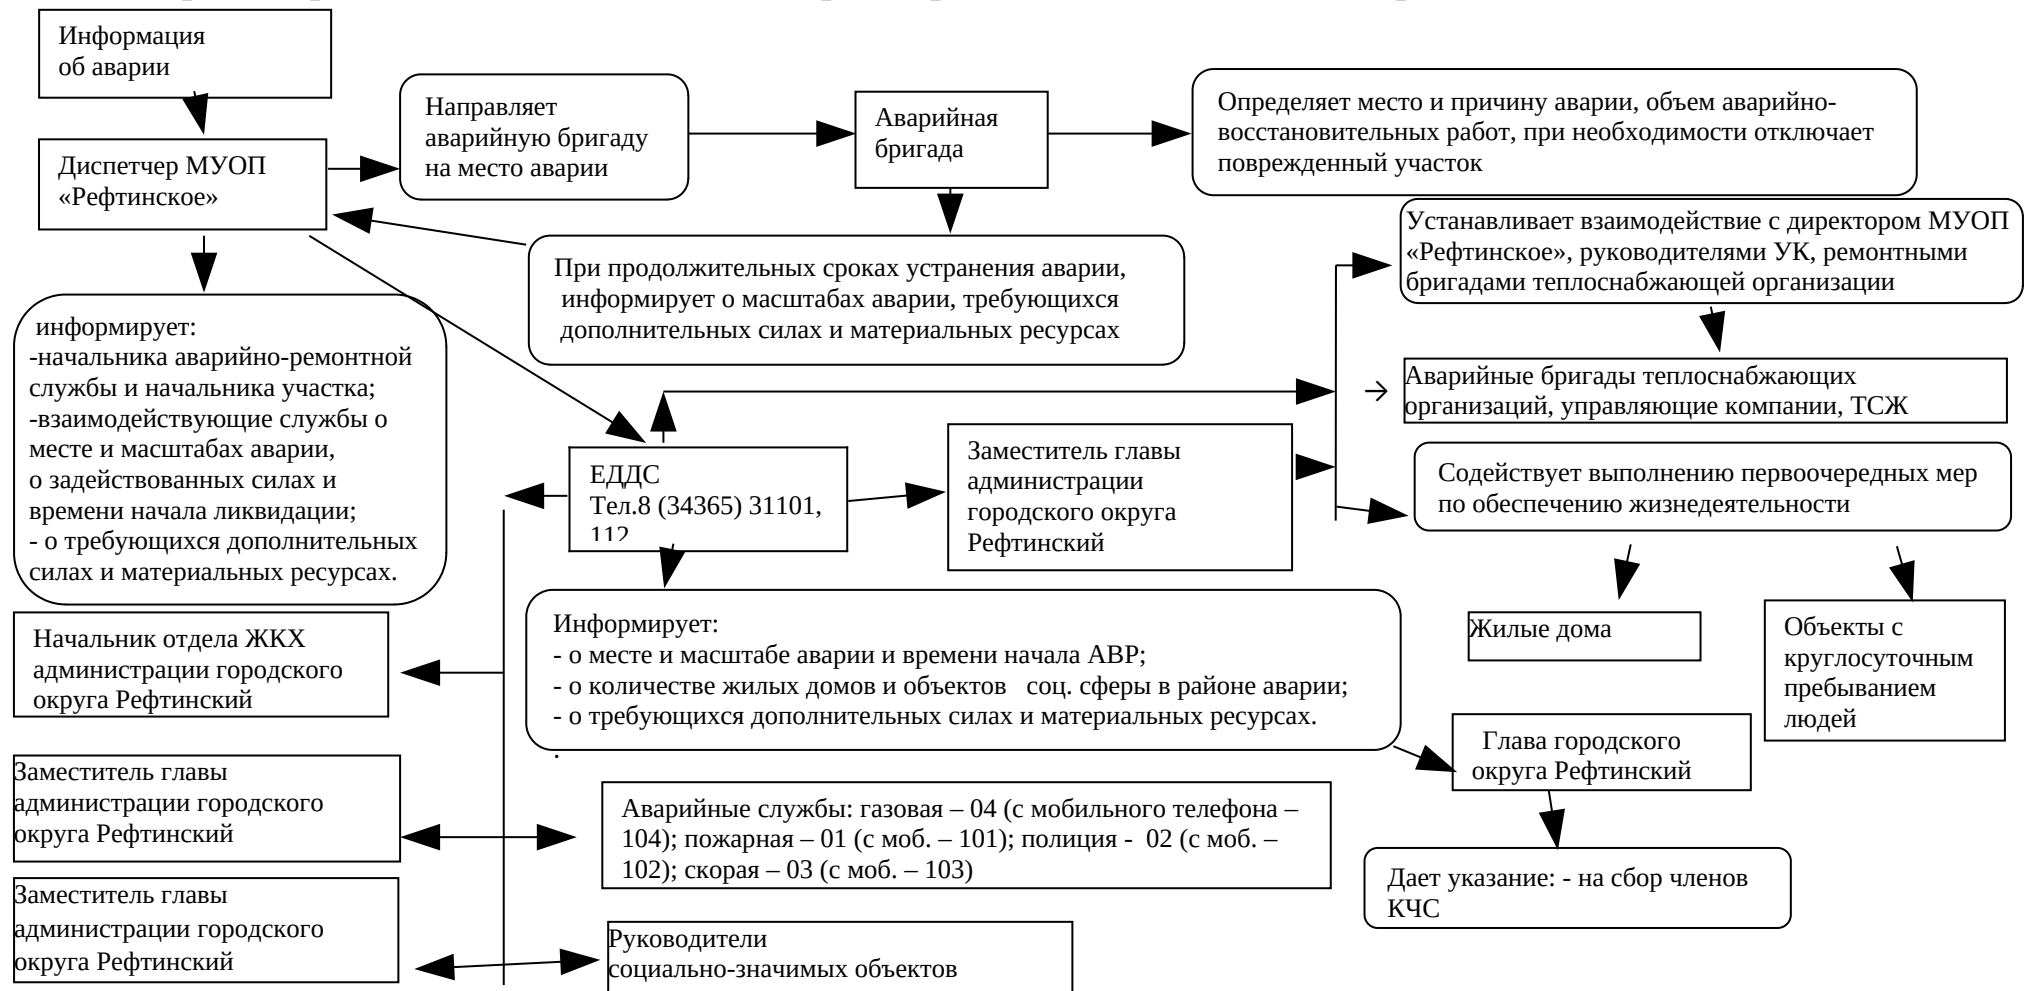 Информация
об аварии
Направляет
аварийную бригаду
на место аварии
Аварийная
бригада
Определяет место и причину аварии, объем аварийно-
восстановительных работ, при необходимости отключает
поврежденный участок
Диспетчер МУОП
«Рефтинское»
Устанавливает взаимодействие с директором МУОП
«Рефтинское», руководителями УК, ремонтными
бригадами теплоснабжающей организации
При продолжительных сроках устранения аварии,
информирует о масштабах аварии, требующихся
дополнительных силах и материальных ресурсах
информирует:
-начальника аварийно-ремонтной
службы и начальника участка;
-взаимодействующие службы о
месте и масштабах аварии,
о задействованных силах и
времени начала ликвидации;
- о требующихся дополнительных
силах и материальных ресурсах.
Аварийные бригады теплоснабжающих
организаций, управляющие компании, ТСЖ
ЕДДС
Тел.8 (34365) 31101,
112
Заместитель главы
администрации
городского округа
Рефтинский
Содействует выполнению первоочередных мер
по обеспечению жизнедеятельности
Начальник отдела ЖКХ
администрации городского
округа Рефтинский
Информирует:
- о месте и масштабе аварии и времени начала АВР;
- о количестве жилых домов и объектов соц. сферы в районе аварии;
- о требующихся дополнительных силах и материальных ресурсах.
.
Жилые дома
Объекты с
круглосуточным
пребыванием
людей
Глава городского
округа Рефтинский
Заместитель главы
администрации городского
округа Рефтинский
Аварийные службы: газовая – 04 (с мобильного телефона –
104); пожарная – 01 (с моб. – 101); полиция - 02 (с моб. –
102); скорая – 03 (с моб. – 103)
Дает указание: - на сбор членов
КЧС
Заместитель главы
администрации городского
округа Рефтинский
Руководители
социально-значимых объектов